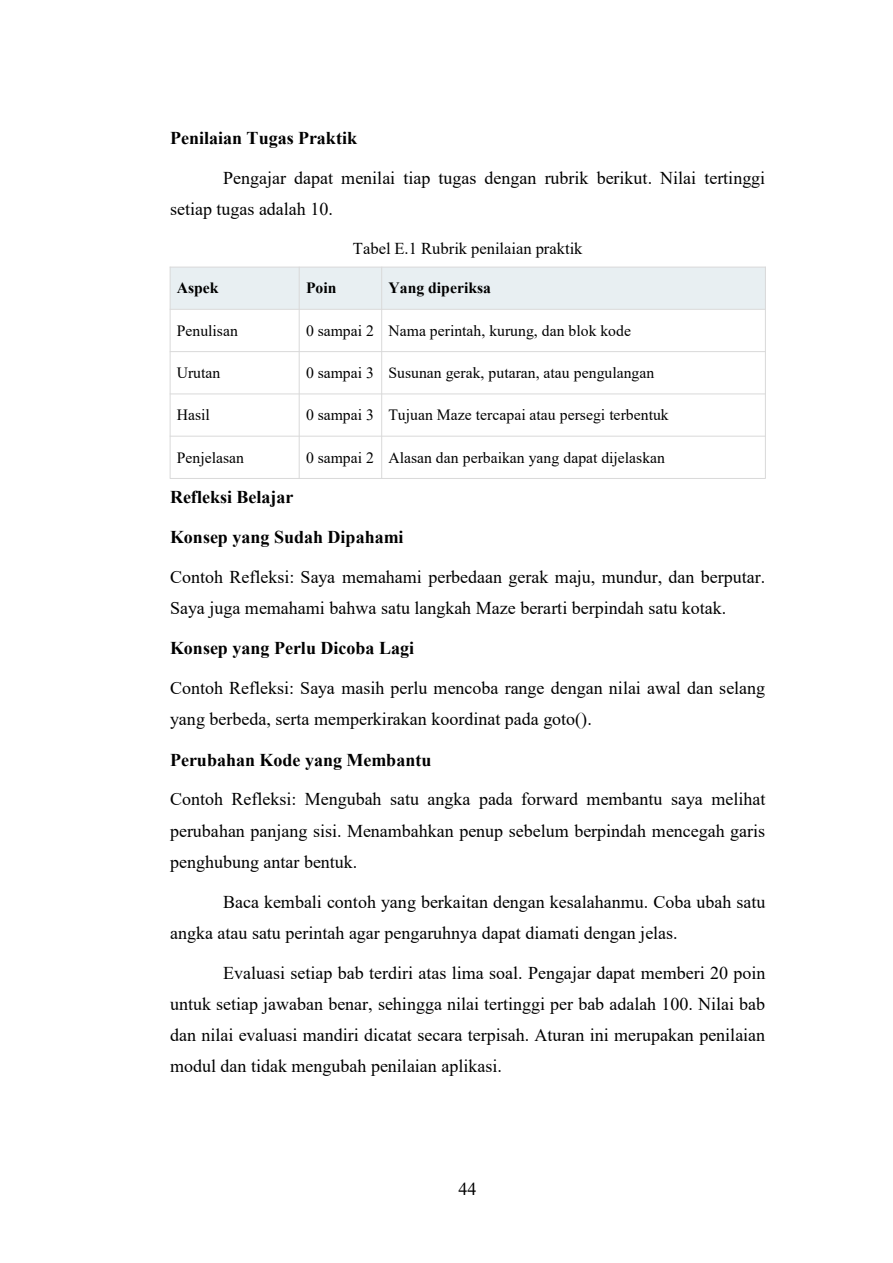 Penilaian Tugas Praktik
Pengajar dapat menilai tiap tugas dengan rubrik berikut. Nilai tertinggi
setiap tugas adalah 10.
Tabel E.1 Rubrik penilaian praktik
Aspek Poin Yang diperiksa
Penulisan 0 sampai 2 Nama perintah, kurung, dan blok kode
Urutan 0 sampai 3 Susunan gerak, putaran, atau pengulangan
Hasil 0 sampai 3 Tujuan Maze tercapai atau persegi terbentuk
Penjelasan 0 sampai 2 Alasan dan perbaikan yang dapat dijelaskan
Refleksi Belajar
Konsep yang Sudah Dipahami
Contoh Refleksi: Saya memahami perbedaan gerak maju, mundur, dan berputar.
Saya juga memahami bahwa satu langkah Maze berarti berpindah satu kotak.
Konsep yang Perlu Dicoba Lagi
Contoh Refleksi: Saya masih perlu mencoba range dengan nilai awal dan selang
yang berbeda, serta memperkirakan koordinat pada goto().
Perubahan Kode yang Membantu
Contoh Refleksi: Mengubah satu angka pada forward membantu saya melihat
perubahan panjang sisi. Menambahkan penup sebelum berpindah mencegah garis
penghubung antar bentuk.
Baca kembali contoh yang berkaitan dengan kesalahanmu. Coba ubah satu
angka atau satu perintah agar pengaruhnya dapat diamati dengan jelas.
Evaluasi setiap bab terdiri atas lima soal. Pengajar dapat memberi 20 poin
untuk setiap jawaban benar, sehingga nilai tertinggi per bab adalah 100. Nilai bab
dan nilai evaluasi mandiri dicatat secara terpisah. Aturan ini merupakan penilaian
modul dan tidak mengubah penilaian aplikasi.
44